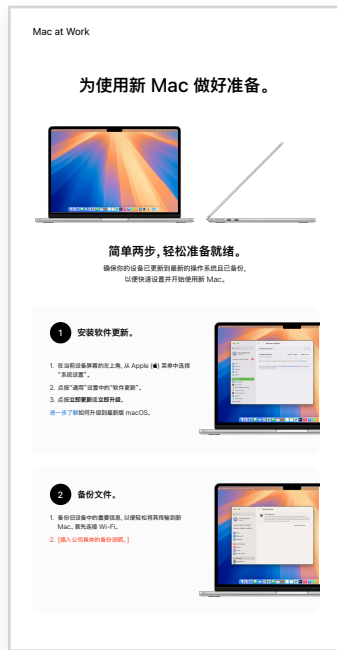 Mac at Work
为使用新 Mac 做好准备。
简单两步，轻松准备就绪。
确保你的设备已更新到最新的操作系统且已备份，
以便快速设置并开始使用新 Mac。
1 安装软件更新。
1. 在当前设备屏幕的左上角，从 Apple () 菜单中选择
“系统设置”。
2. 点按“通用”设置中的“软件更新”。
3. 点按立即更新或立即升级。
进一步了解如何升级到最新版 macOS。
2 备份文件。
1. 备份旧设备中的重要信息，以便轻松将其传输到新
Mac。首先连接 Wi-Fi。
2. [插入公司具体的备份说明。]